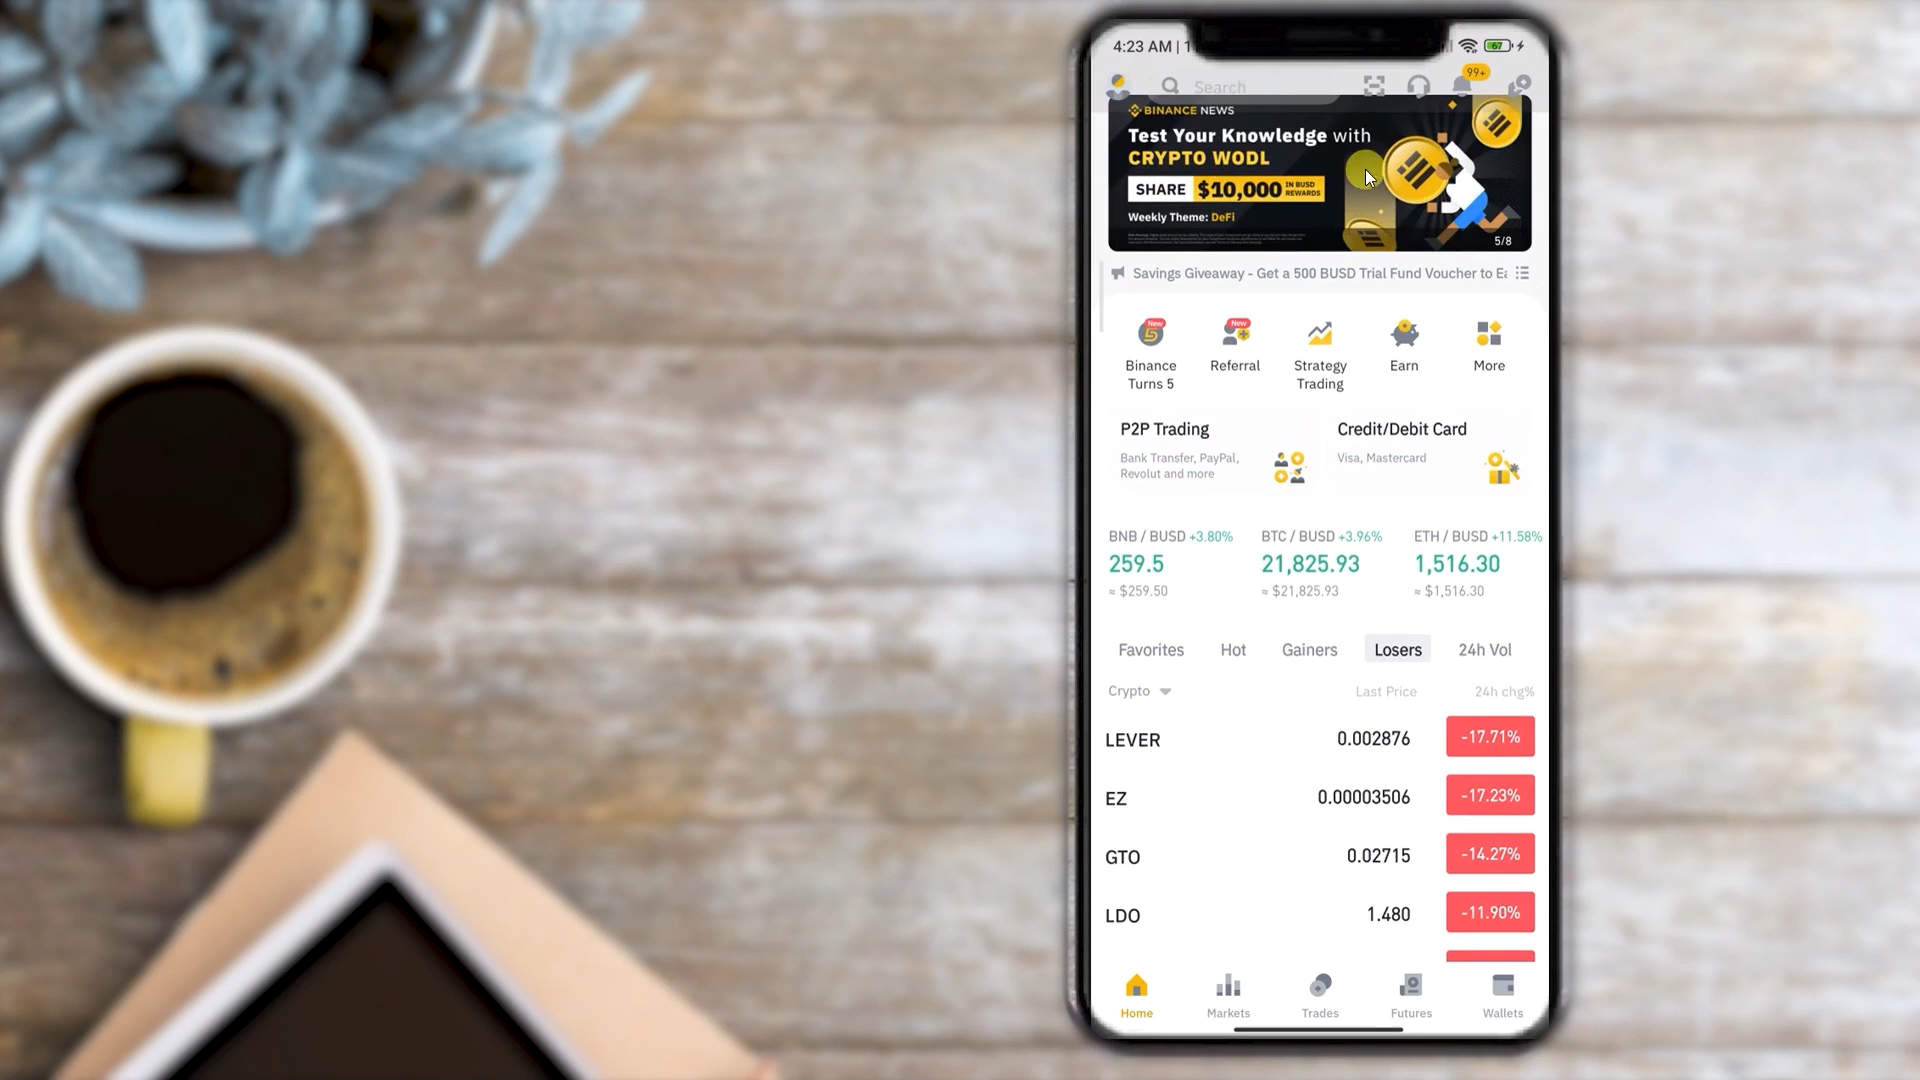 4:23 AM | 1
67
99+
Search
BINANCE NEWS
Test Your Knowledge with
CRYPTO WODL
SHARE $10,000 IN BUSD REWARDS
Weekly Theme: DeFi
5/8
Savings Giveaway - Get a 500 BUSD Trial Fund Voucher to Ea
New
New
Binance Turns 5
Referral
Strategy Trading
Earn
More
P2P Trading
Bank Transfer, PayPal,
Revolut and more
Credit/Debit Card
Visa, Mastercard
BNB / BUSD +3.80%
259.5
≈ $259.50
BTC / BUSD +3.96%
21,825.93
≈ $21,825.93
ETH / BUSD +11.58%
1,516.30
≈ $1,516.30
Favorites Hot Gainers Losers 24h Vol
Crypto Last Price 24h chg%
LEVER 0.002876 -17.71%
EZ 0.00003506 -17.23%
GTO 0.02715 -14.27%
LDO 1.480 -11.90%
Home Markets Trades Futures Wallets